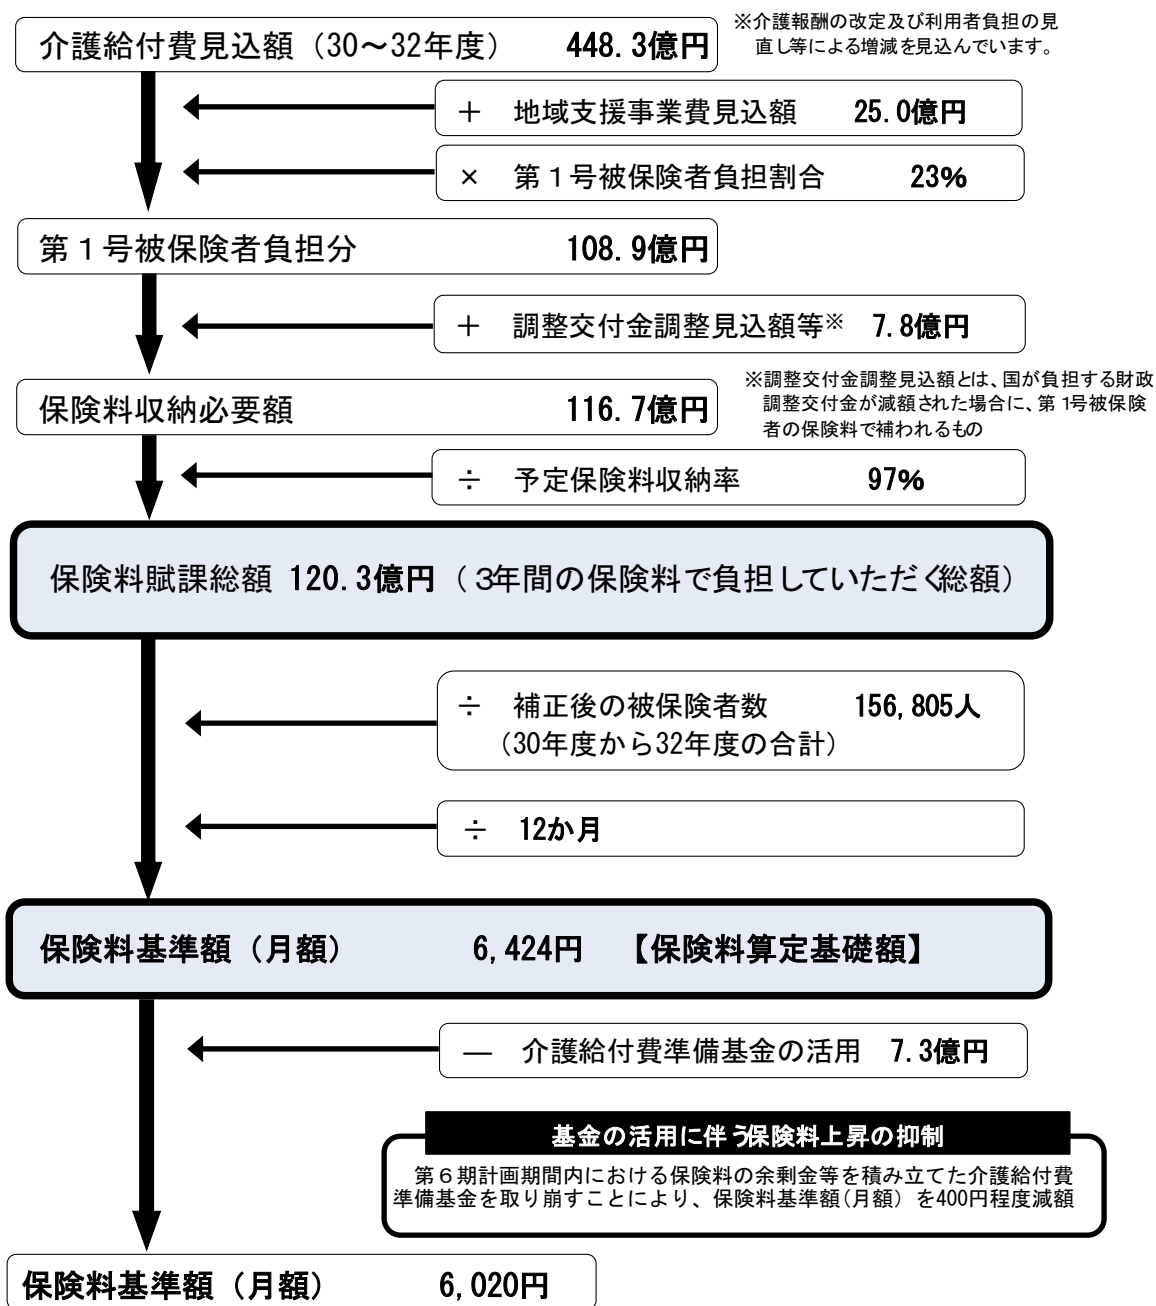 介護給付費見込額（30～32年度） 448.3億円
※介護報酬の改定及び利用者負担の見
直し等による増減を見込んでいます。
＋ 地域支援事業費見込額 25.0億円
× 第１号被保険者負担割合 23%
第１号被保険者負担分 108.9億円
＋ 調整交付金調整見込額等※ 7.8億円
保険料収納必要額 116.7億円
※調整交付金調整見込額とは、国が負担する財政
調整交付金が減額された場合に、第1号被保険
者の保険料で補われるもの
÷ 予定保険料収納率 97%
保険料賦課総額 120.3億円（3年間の保険料で負担していただく総額）
÷ 補正後の被保険者数 156,805人
（30年度から32年度の合計）
÷ 12か月
保険料基準額（月額） 6,424円 【保険料算定基礎額】
― 介護給付費準備基金の活用 7.3億円
基金の活用に伴う保険料上昇の抑制
第６期計画期間内における保険料の余剰金等を積み立てた介護給付費
準備基金を取り崩すことにより、保険料基準額(月額) を400円程度減額
保険料基準額（月額） 6,020円